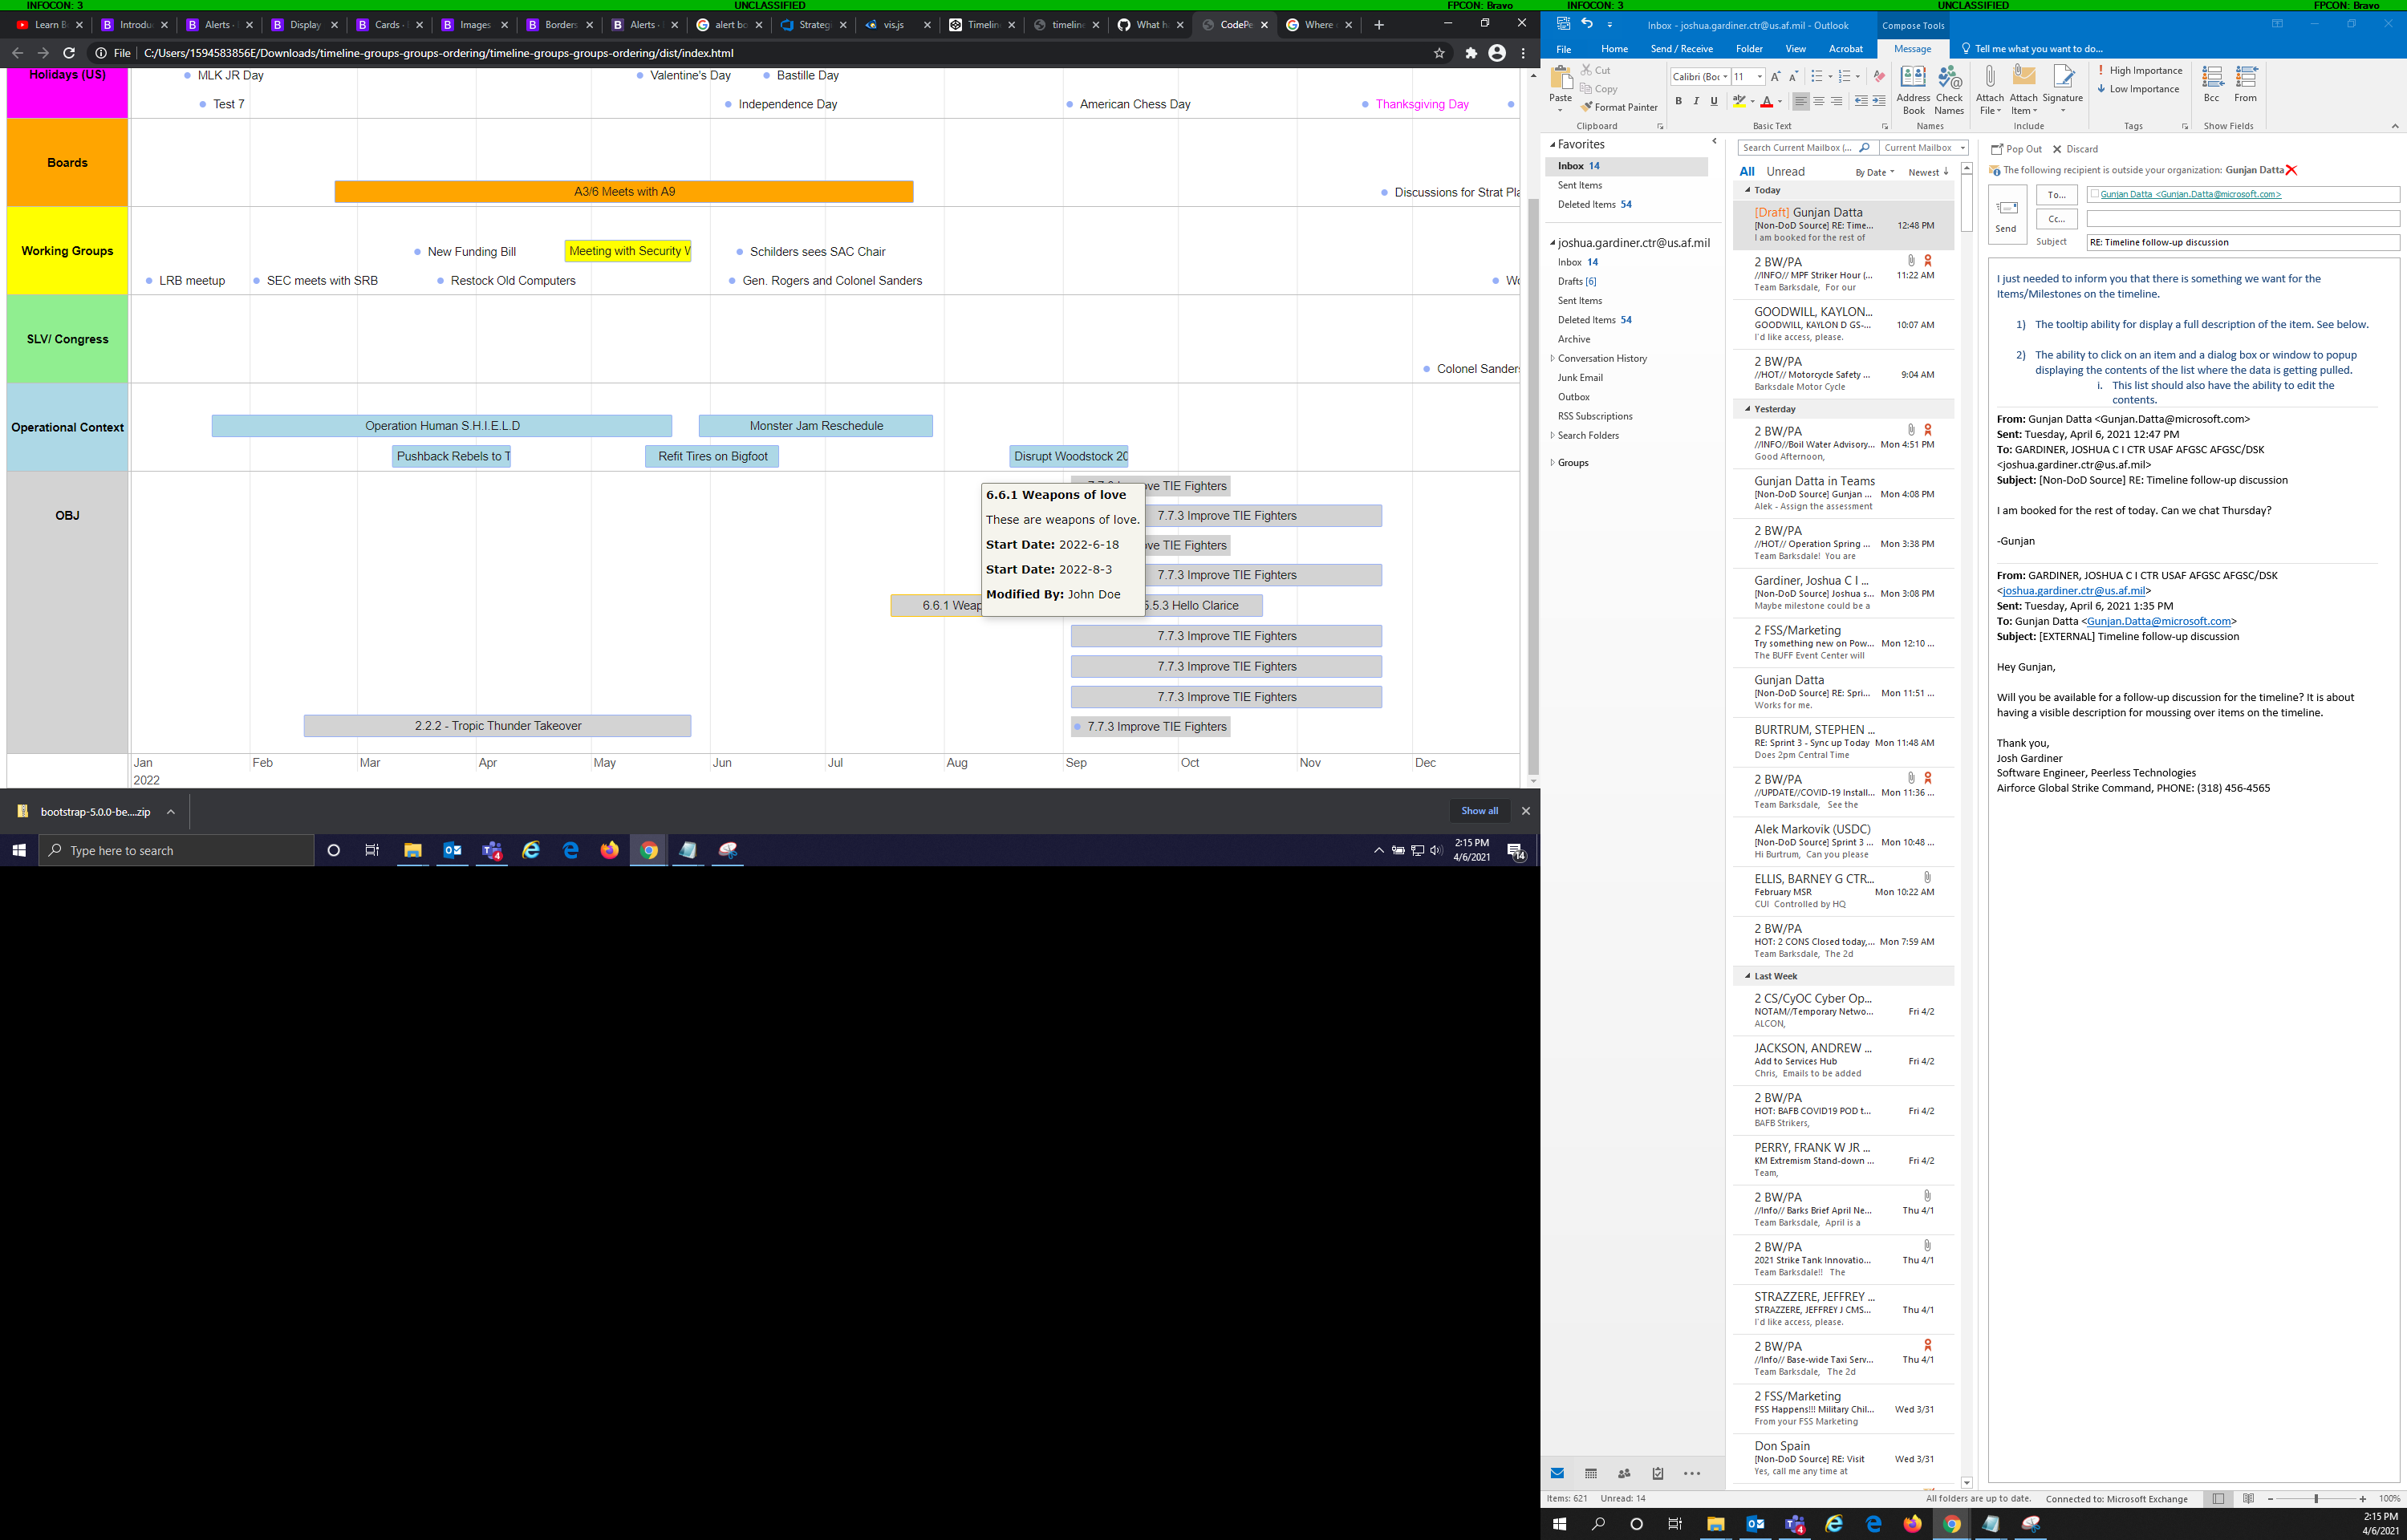 INFOCON: 3 UNCLASSIFIED FPCON: Bravo
Learn B Introdu Alerts · Display Cards · Images Borders Alerts · alert bo Strateg vis.js Timelin timeline What ha CodePe Where
File C:/Users/1594583856E/Downloads/timeline-groups-groups-ordering/timeline-groups-groups-ordering/dist/index.html
Holidays (US)
MLK JR Day Valentine's Day Bastille Day
Test 7 Independence Day American Chess Day Thanksgiving Day
Boards
A3/6 Meets with A9 Discussions for Strat Pla
Working Groups
New Funding Bill Meeting with Security W Schilders sees SAC Chair
LRB meetup SEC meets with SRB Restock Old Computers Gen. Rogers and Colonel Sanders Wo
SLV/ Congress
Colonel Sanders
Operational Context
Operation Human S.H.I.E.L.D Monster Jam Reschedule
Pushback Rebels to T Refit Tires on Bigfoot Disrupt Woodstock 20
OBJ
ve TIE Fighters
7.7.3 Improve TIE Fighters
ve TIE Fighters
7.7.3 Improve TIE Fighters
6.6.1 Weap 5.5.3 Hello Clarice
7.7.3 Improve TIE Fighters
7.7.3 Improve TIE Fighters
7.7.3 Improve TIE Fighters
2.2.2 - Tropic Thunder Takeover 7.7.3 Improve TIE Fighters
6.6.1 Weapons of love
These are weapons of love.
Start Date: 2022-6-18
Start Date: 2022-8-3
Modified By: John Doe
Jan Feb Mar Apr May Jun Jul Aug Sep Oct Nov Dec
2022
bootstrap-5.0.0-be....zip Show all
Type here to search
4
2:15 PM
4/6/2021
14
INFOCON: 3 UNCLASSIFIED FPCON: Bravo
Inbox - joshua.gardiner.ctr@us.af.mil - Outlook Compose Tools
File Home Send / Receive Folder View Acrobat Message Tell me what you want to do...
Paste
Cut
Copy
Format Painter
Clipboard
Calibri (Boc 11
B I U
Basic Text
Address Book
Check Names
Names
Attach File
Attach Item
Signature
Include
High Importance
Low Importance
Tags
Bcc From
Show Fields
Favorites
Inbox 14
Sent Items
Deleted Items 54
joshua.gardiner.ctr@us.af.mil
Inbox 14
Drafts [6]
Sent Items
Deleted Items 54
Archive
Conversation History
Junk Email
Outbox
RSS Subscriptions
Search Folders
Groups
Search Current Mailbox (... Current Mailbox
All Unread By Date Newest
Today
[Draft] Gunjan Datta
[Non-DoD Source] RE: Time... 12:48 PM
I am booked for the rest of
2 BW/PA
//INFO// MPF Striker Hour (... 11:22 AM
Team Barksdale, For our
GOODWILL, KAYLON...
GOODWILL, KAYLON D GS-... 10:07 AM
I'd like access, please.
2 BW/PA
//HOT// Motorcycle Safety ... 9:04 AM
Barksdale Motor Cycle
Yesterday
2 BW/PA
//INFO//Boil Water Advisory... Mon 4:51 PM
Good Afternoon,
Gunjan Datta in Teams
[Non-DoD Source] Gunjan ... Mon 4:08 PM
Alek - Assign the assessment
2 BW/PA
//HOT// Operation Spring ... Mon 3:38 PM
Team Barksdale! You are
Gardiner, Joshua C I ...
[Non-DoD Source] Joshua s... Mon 3:08 PM
Maybe milestone could be a
2 FSS/Marketing
Try something new on Pow... Mon 12:10 ...
The BUFF Event Center will
Gunjan Datta
[Non-DoD Source] RE: Spri... Mon 11:51 ...
Works for me.
BURTRUM, STEPHEN ...
RE: Sprint 3 - Sync up Today Mon 11:48 AM
Does 2pm Central Time
2 BW/PA
//UPDATE//COVID-19 Install... Mon 11:36 ...
Team Barksdale, See the
Alek Markovik (USDC)
[Non-DoD Source] Sprint 3 ... Mon 10:48 ...
Hi Burtrum, Can you please
ELLIS, BARNEY G CTR...
February MSR Mon 10:22 AM
CUI Controlled by HQ
2 BW/PA
HOT: 2 CONS Closed today,... Mon 7:59 AM
Team Barksdale, The 2d
Last Week
2 CS/CyOC Cyber Op...
NOTAM//Temporary Netwo... Fri 4/2
ALCON,
JACKSON, ANDREW ...
Add to Services Hub Fri 4/2
Chris, Emails to be added
2 BW/PA
HOT: BAFB COVID19 POD t... Fri 4/2
BAFB Strikers,
PERRY, FRANK W JR ...
KM Extremism Stand-down ... Fri 4/2
Team,
2 BW/PA
//Info// Barks Brief April Ne... Thu 4/1
Team Barksdale, April is a
2 BW/PA
2021 Strike Tank Innovatio... Thu 4/1
Team Barksdale!! The
STRAZZERE, JEFFREY ...
STRAZZERE, JEFFREY J CMS... Thu 4/1
I'd like access, please.
2 BW/PA
//Info// Base-wide Taxi Serv... Thu 4/1
Team Barksdale, The 2d
2 FSS/Marketing
FSS Happens!!! Military Chil... Wed 3/31
From your FSS Marketing
Don Spain
[Non-DoD Source] RE: Visit Wed 3/31
Yes, call me any time at
Pop Out Discard
The following recipient is outside your organization: Gunjan Datta
Send
To... Gunjan Datta <Gunjan.Datta@microsoft.com>
Cc...
Subject RE: Timeline follow-up discussion
I just needed to inform you that there is something we want for the
Items/Milestones on the timeline.
1) The tooltip ability for display a full description of the item. See below.
2) The ability to click on an item and a dialog box or window to popup
displaying the contents of the list where the data is getting pulled.
i. This list should also have the ability to edit the
contents.
From: Gunjan Datta <Gunjan.Datta@microsoft.com>
Sent: Tuesday, April 6, 2021 12:47 PM
To: GARDINER, JOSHUA C I CTR USAF AFGSC AFGSC/DSK
<joshua.gardiner.ctr@us.af.mil>
Subject: [Non-DoD Source] RE: Timeline follow-up discussion
I am booked for the rest of today. Can we chat Thursday?
-Gunjan
From: GARDINER, JOSHUA C I CTR USAF AFGSC AFGSC/DSK
<joshua.gardiner.ctr@us.af.mil>
Sent: Tuesday, April 6, 2021 1:35 PM
To: Gunjan Datta <Gunjan.Datta@microsoft.com>
Subject: [EXTERNAL] Timeline follow-up discussion
Hey Gunjan,
Will you be available for a follow-up discussion for the timeline? It is about
having a visible description for moussing over items on the timeline.
Thank you,
Josh Gardiner
Software Engineer, Peerless Technologies
Airforce Global Strike Command, PHONE: (318) 456-4565
Items: 621 Unread: 14 All folders are up to date. Connected to: Microsoft Exchange 100%
4
2:15 PM
4/6/2021